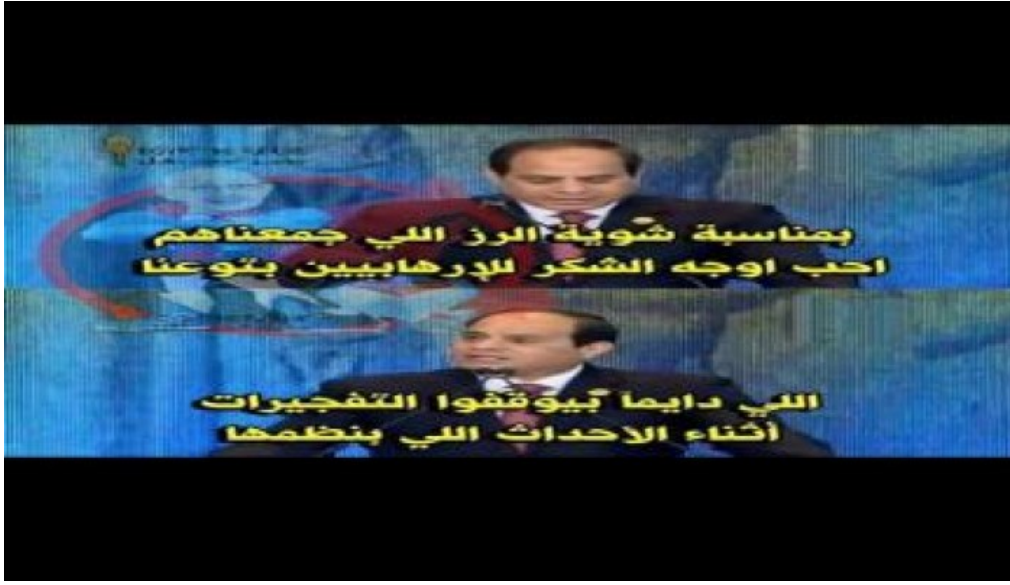 بمناسبة شوية الرز اللي جمعناهم
احب اوجه الشكر للإرهابيين بتوعنا
اللي دايماً بيوقفوا التفجيرات
أثناء الاحداث اللي بنظمها